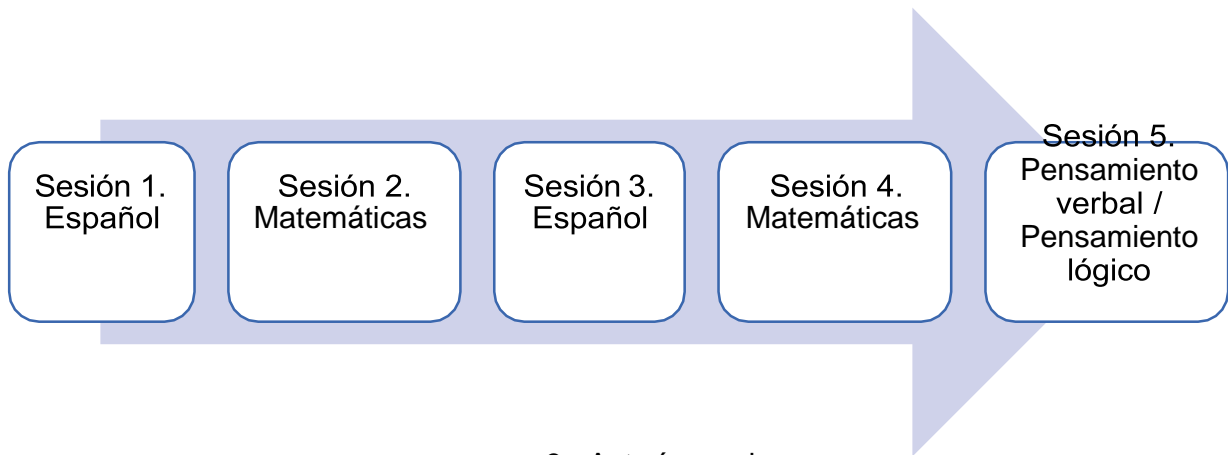 Sesión 1.
Español
Sesión 2.
Matemáticas
Sesión 3.
Español
Sesión 4.
Matemáticas
Sesión 5.
Pensamiento
verbal /
Pensamiento
lógico